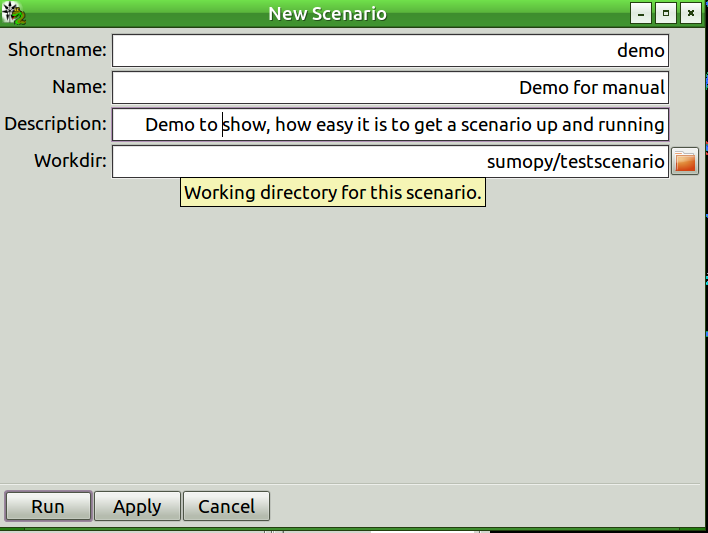 New Scenario
Shortname: demo
Name: Demo for manual
Description: Demo to show, how easy it is to get a scenario up and running
Workdir: sumopy/testscenario
Working directory for this scenario.
Run Apply Cancel